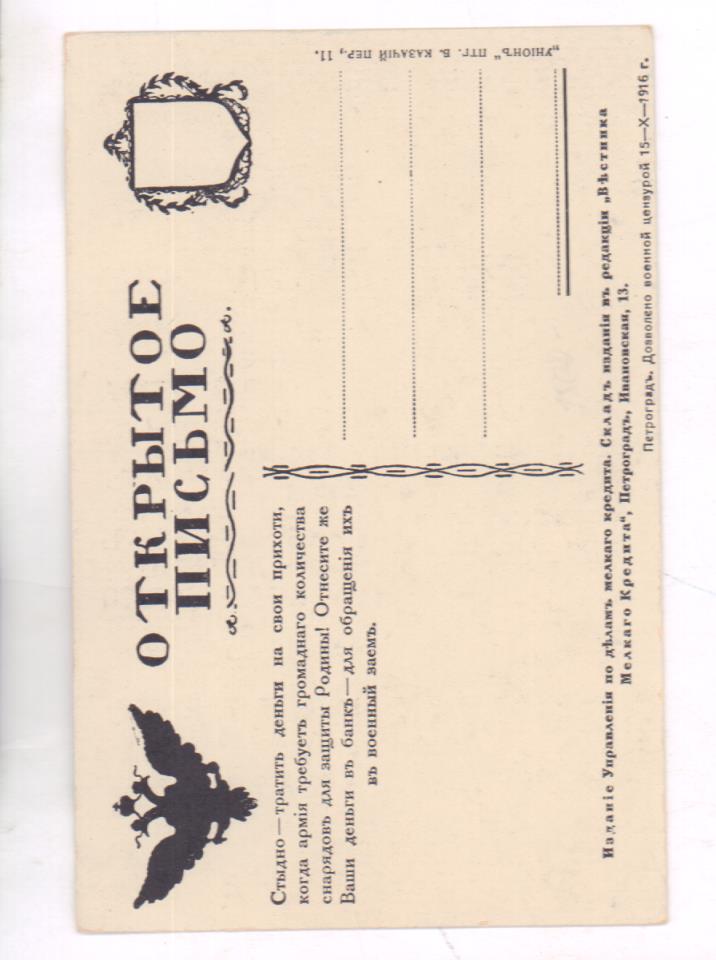 ОТКРЫТОЕ
ПИСЬМО
Стыдно—тратить деньги на свои прихоти,
когда армія требуетъ громаднаго количества
снарядовъ для защиты Родины! Отнесите же
Ваши деньги въ банкъ—для обращенія ихъ
въ военный заемъ.
„УНІОНЪ“ ПТГ. Б. КАЗАЧІЙ ПЕР., 11.
Изданіе Управленія по дѣламъ мелкаго кредита. Складъ изданія въ редакціи „Вѣстника
Мелкаго Кредита“, Петроградъ, Ивановская, 13.
Петроградъ. Дозволено военной цензурой 15—X—1916 г.